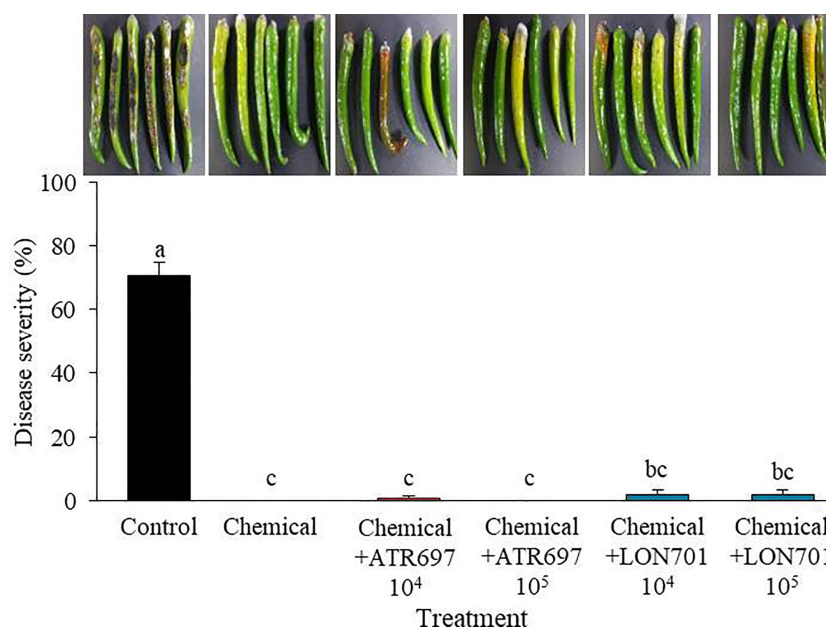 100
80
60
40
20
0
Disease severity (%)
a
c
c
c
bc
bc
Control
Chemical
Chemical
+ATR697
10⁴
Chemical
+ATR697
10⁵
Chemical
+LON701
10⁴
Chemical
+LON701
10⁵
Treatment